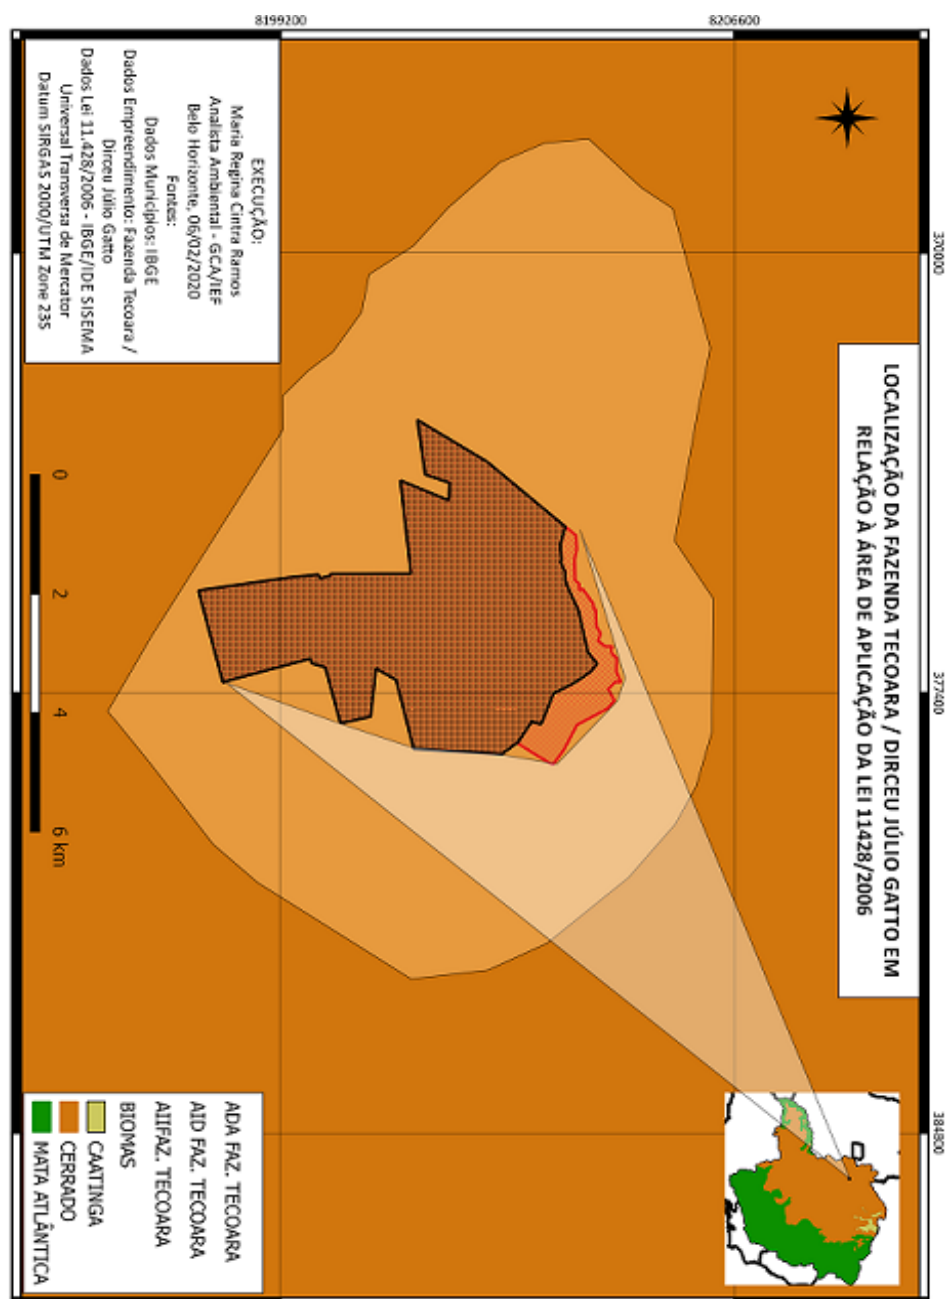 LOCALIZAÇÃO DA FAZENDA TECOARA / DIRCEU JÚLIO GATTO EM
RELAÇÃO À ÁREA DE APLICAÇÃO DA LEI 11428/2006
370000
377400
384800
8206600
8199200
EXECUÇÃO:
Maria Regina Cintra Ramos
Analista Ambiental - GCA/IEF
Belo Horizonte, 06/02/2020
Fontes:
Dados Municípios: IBGE
Dados Empreendimento: Fazenda Tecoara /
Dirceu Júlio Gatto
Dados Lei 11.428/2006 - IBGE/IDE SISEMA
Universal Transversa de Mercator
Datum SIRGAS 2000/UTM Zone 23S
0 2 4 6 km
ADA FAZ. TECOARA
AID FAZ. TECOARA
AIIFAZ. TECOARA
BIOMAS
CAATINGA
CERRADO
MATA ATLÂNTICA